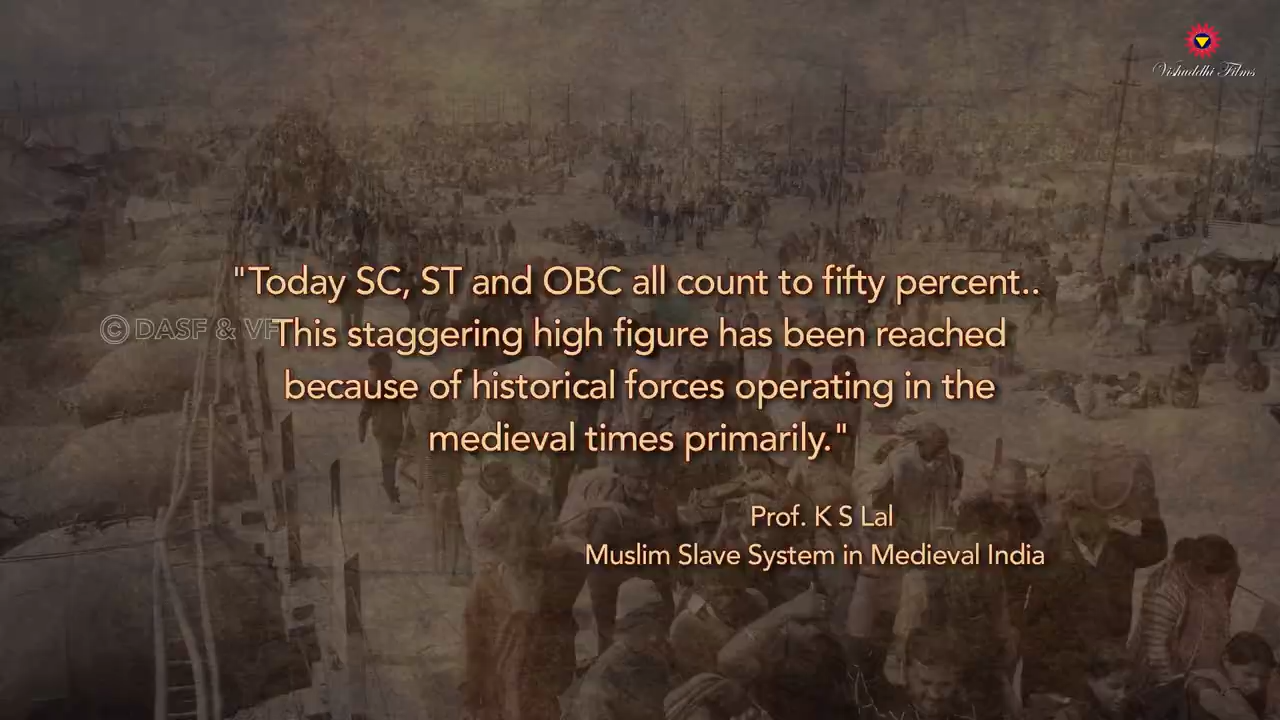 Vishuddhi Films
"Today SC, ST and OBC all count to fifty percent..
© DASF & VF
This staggering high figure has been reached
because of historical forces operating in the
medieval times primarily."
Prof. K S Lal
Muslim Slave System in Medieval India